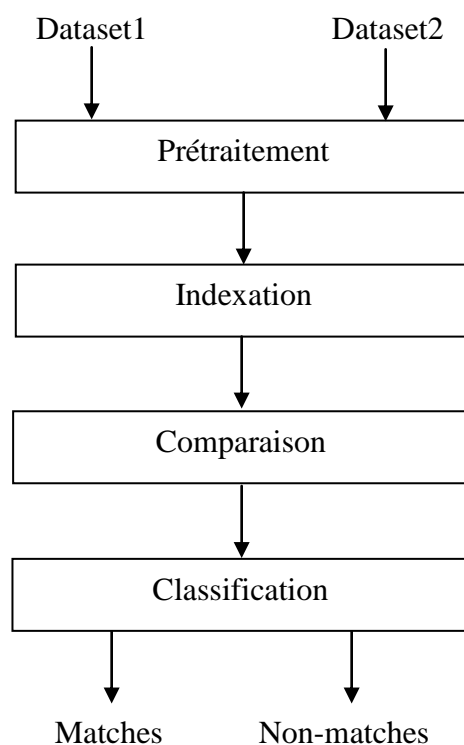 Dataset1 Dataset2
Prétraitement
Indexation
Comparaison
Classification
Matches Non-matches